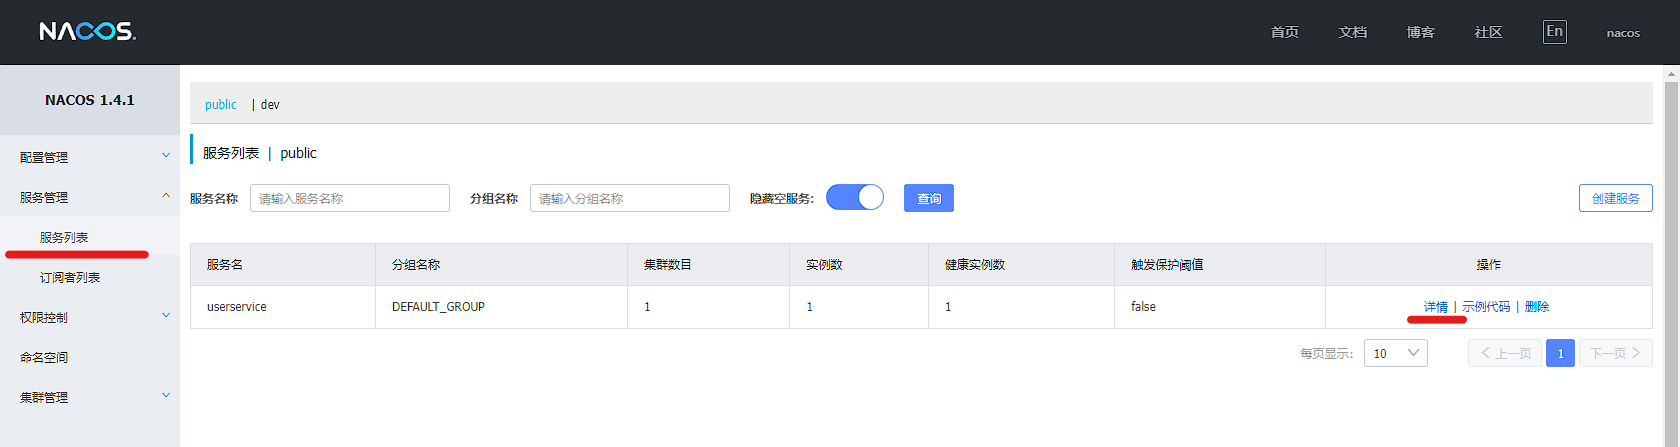 NACOS. 首页 文档 博客 社区 En nacos
NACOS 1.4.1
配置管理
服务管理
服务列表
订阅者列表
权限控制
命名空间
集群管理
public | dev
服务列表 | public
服务名称 请输入服务名称 分组名称 请输入分组名称 隐藏空服务: 查询 创建服务
服务名 分组名称 集群数目 实例数 健康实例数 触发保护阈值 操作
userservice DEFAULT_GROUP 1 1 1 false 详情 | 示例代码 | 删除
每页显示: 10 上一页 1 下一页